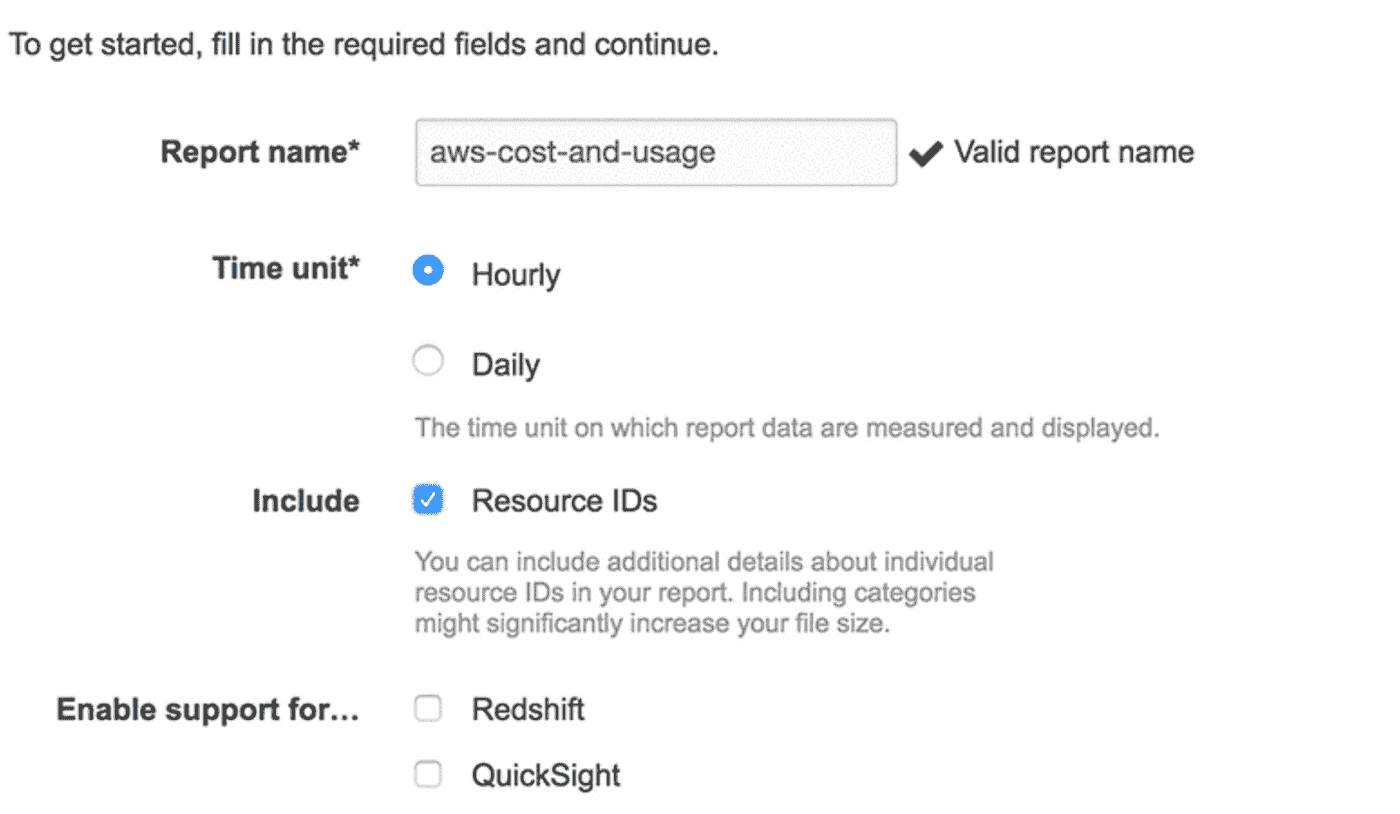 To get started, fill in the required fields and continue.
Report name* aws-cost-and-usage Valid report name
Time unit* Hourly
Daily
The time unit on which report data are measured and displayed.
Include Resource IDs
You can include additional details about individual
resource IDs in your report. Including categories
might significantly increase your file size.
Enable support for... Redshift
QuickSight